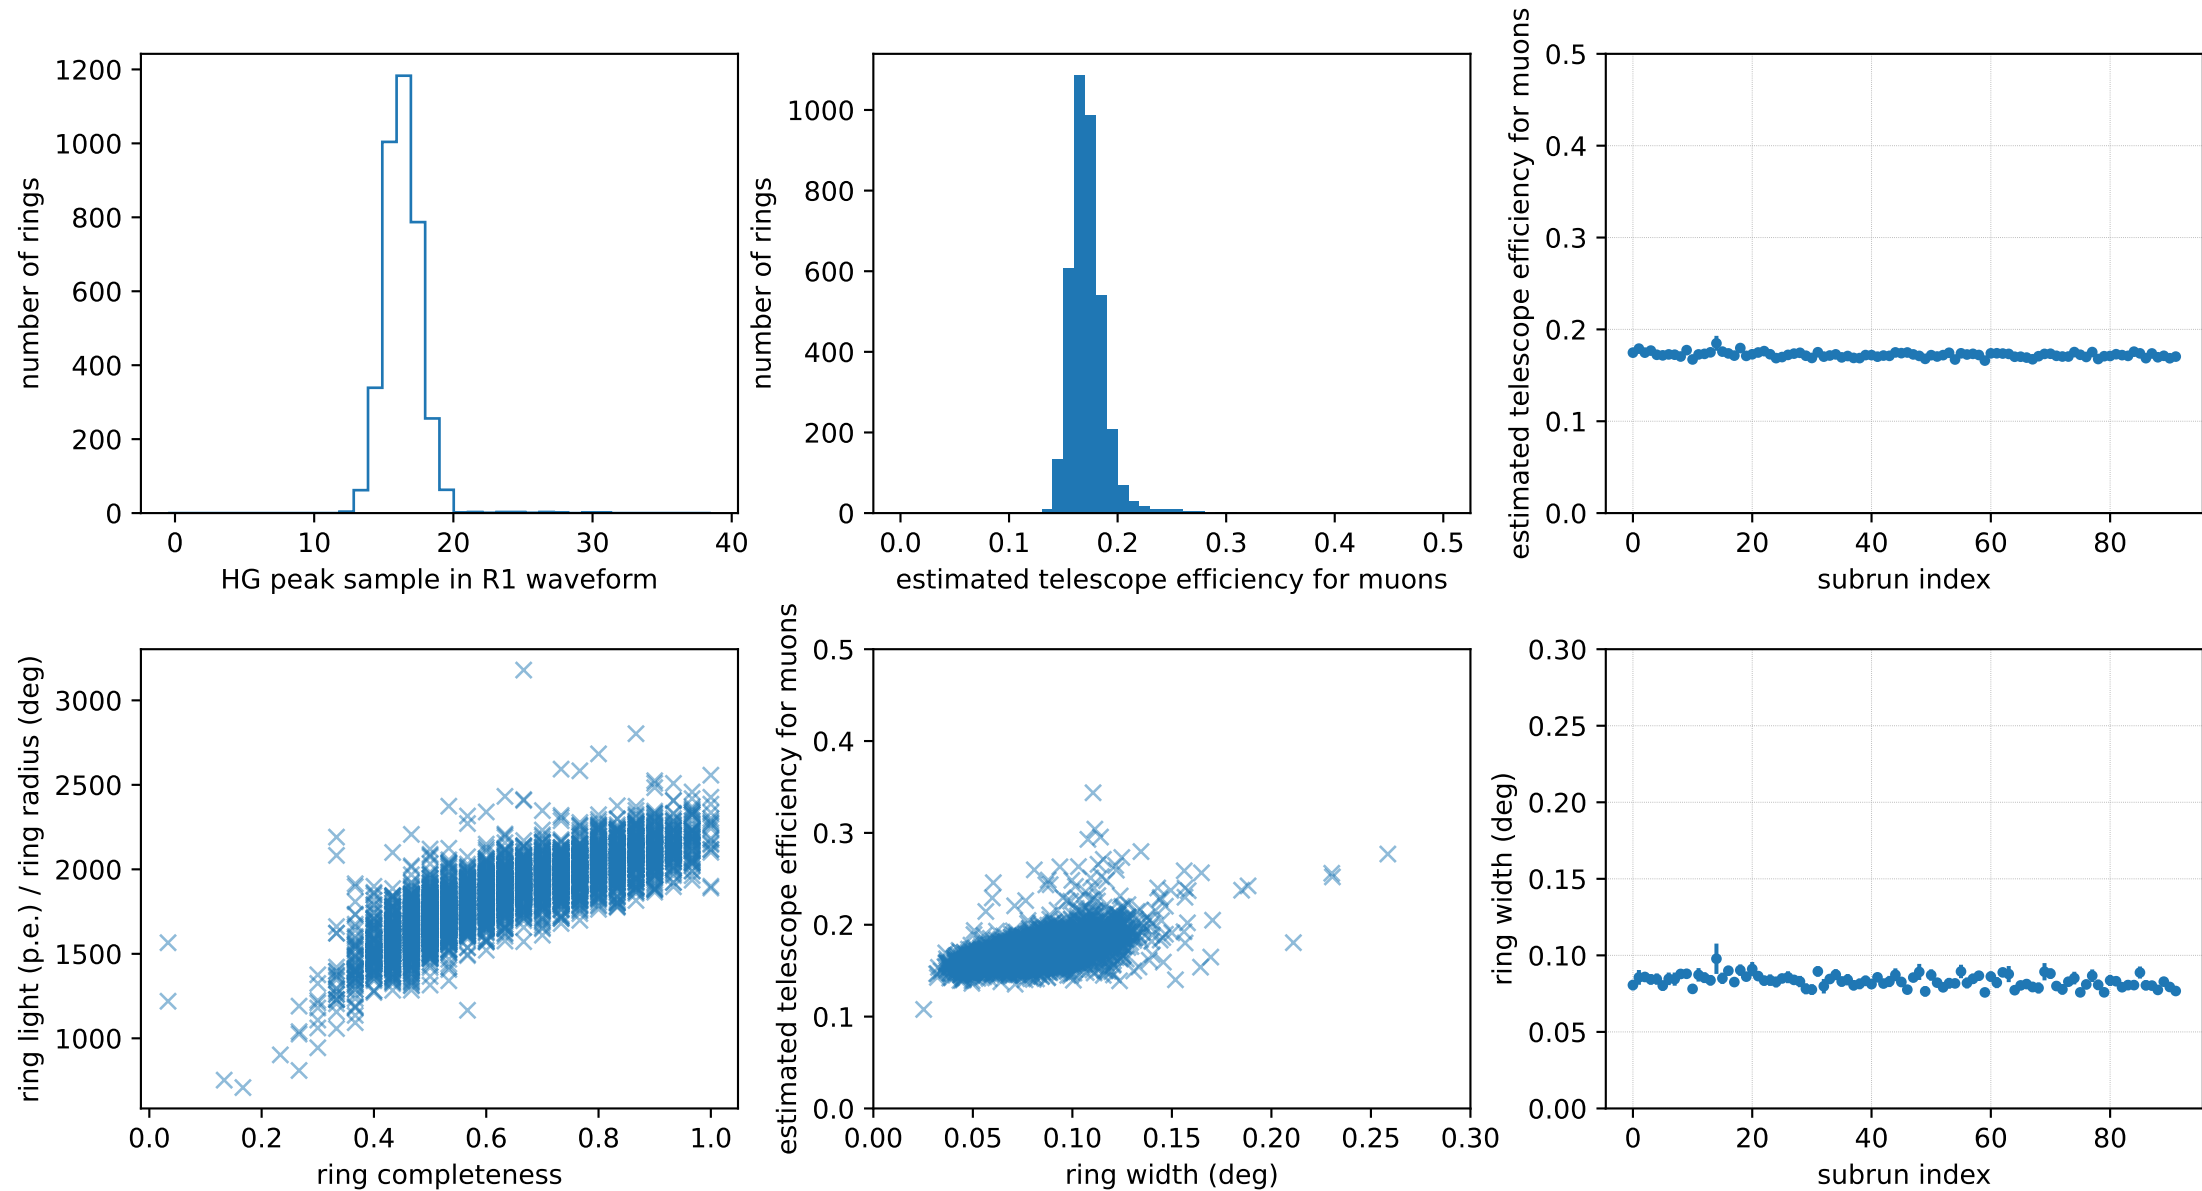 number of rings
1200
1000
800
600
400
200
0
0 10 20 30 40
HG peak sample in R1 waveform
number of rings
1000
800
600
400
200
0
0.0 0.1 0.2 0.3 0.4 0.5
estimated telescope efficiency for muons
estimated telescope efficiency for muons
0.5
0.4
0.3
0.2
0.1
0.0
0 20 40 60 80
subrun index
ring light (p.e.) / ring radius (deg)
3000
2500
2000
1500
1000
0.0 0.2 0.4 0.6 0.8 1.0
ring completeness
estimated telescope efficiency for muons
0.5
0.4
0.3
0.2
0.1
0.0
0.00 0.05 0.10 0.15 0.20 0.25 0.30
ring width (deg)
ring width (deg)
0.30
0.25
0.20
0.15
0.10
0.05
0.00
0 20 40 60 80
subrun index